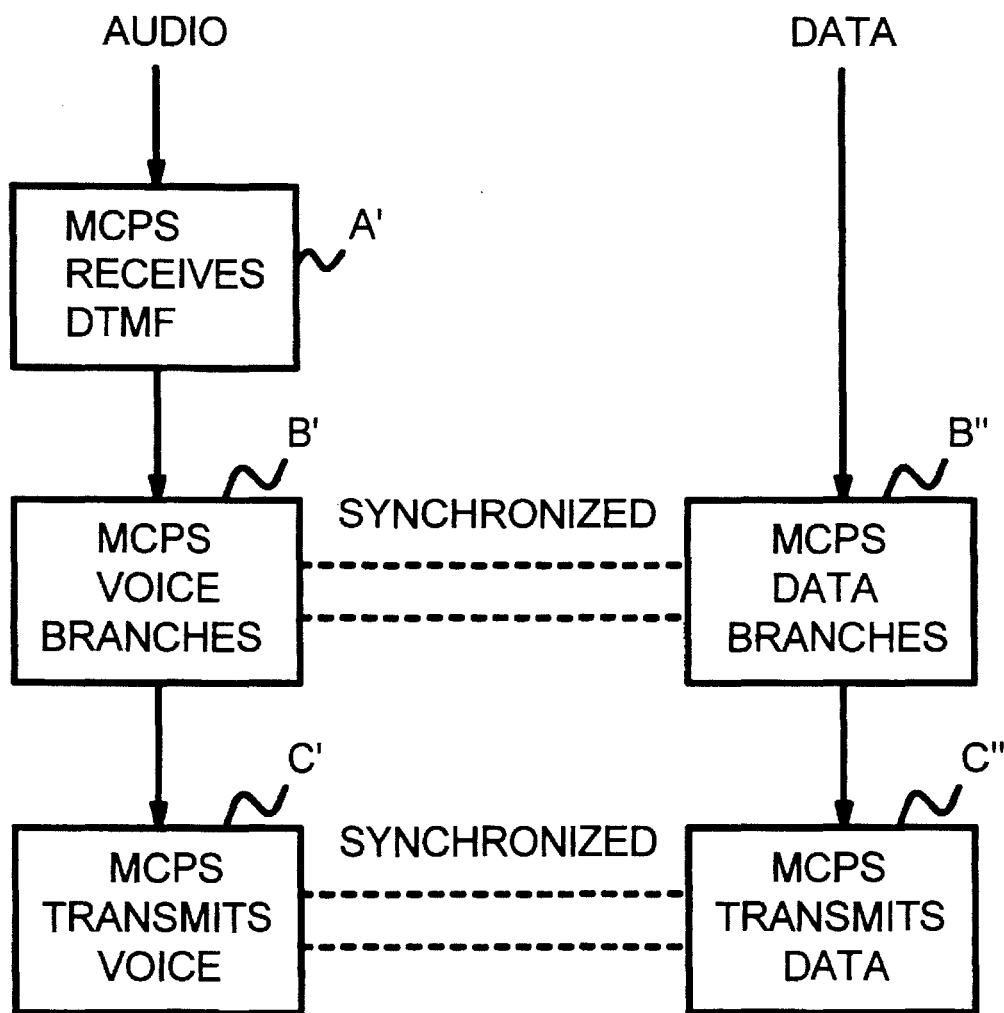 AUDIO
DATA
MCPS
RECEIVES
DTMF
A'
B'
B"
MCPS
VOICE
BRANCHES
SYNCHRONIZED
MCPS
DATA
BRANCHES
C'
C"
MCPS
TRANSMITS
VOICE
SYNCHRONIZED
MCPS
TRANSMITS
DATA